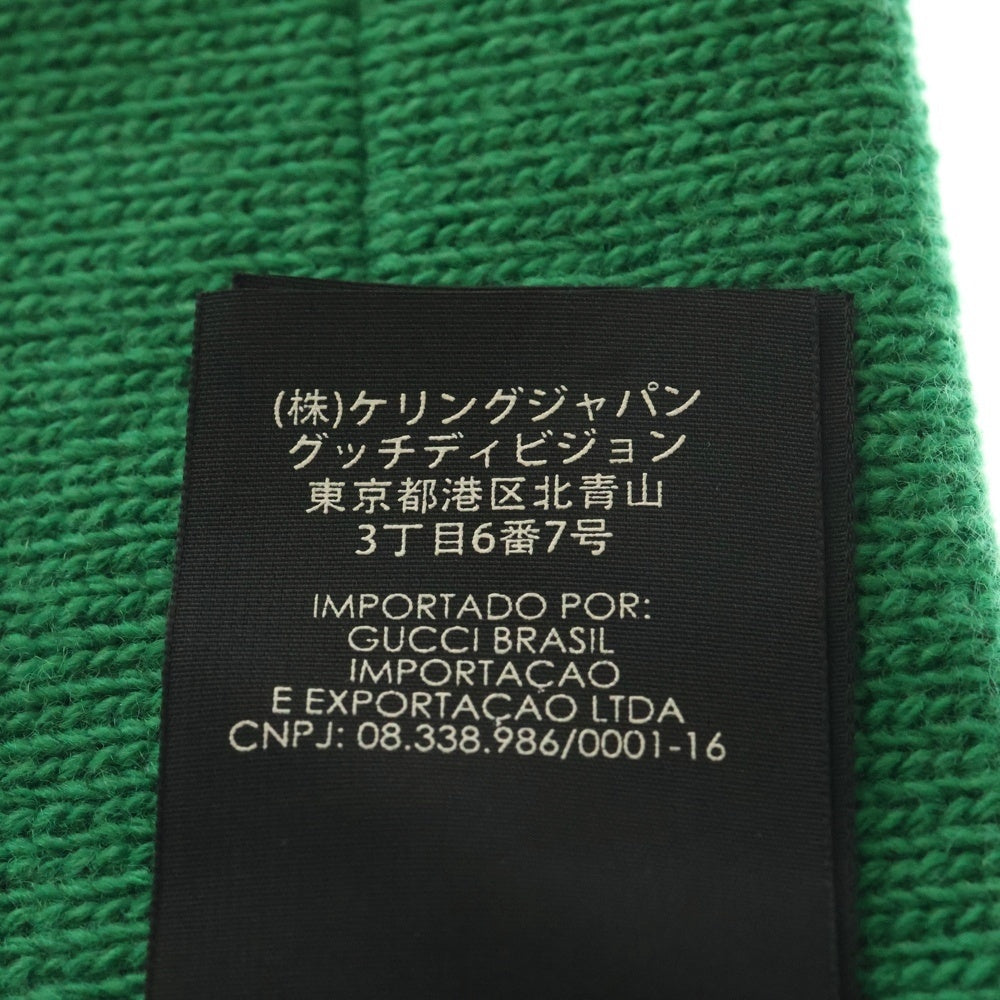 (株)ケリングジャパン
グッチディビジョン
東京都港区北青山
3丁目6番7号
IMPORTADO POR:
GUCCI BRASIL
IMPORTAÇAO
E EXPORTAÇAO LTDA
CNPJ: 08.338.986/0001-16